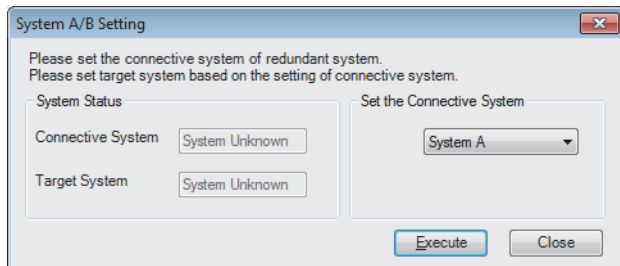 System A/B Setting
Please set the connective system of redundant system.
Please set target system based on the setting of connective system.
System Status
Connective System System Unknown
Target System System Unknown
Set the Connective System
System A
Execute Close